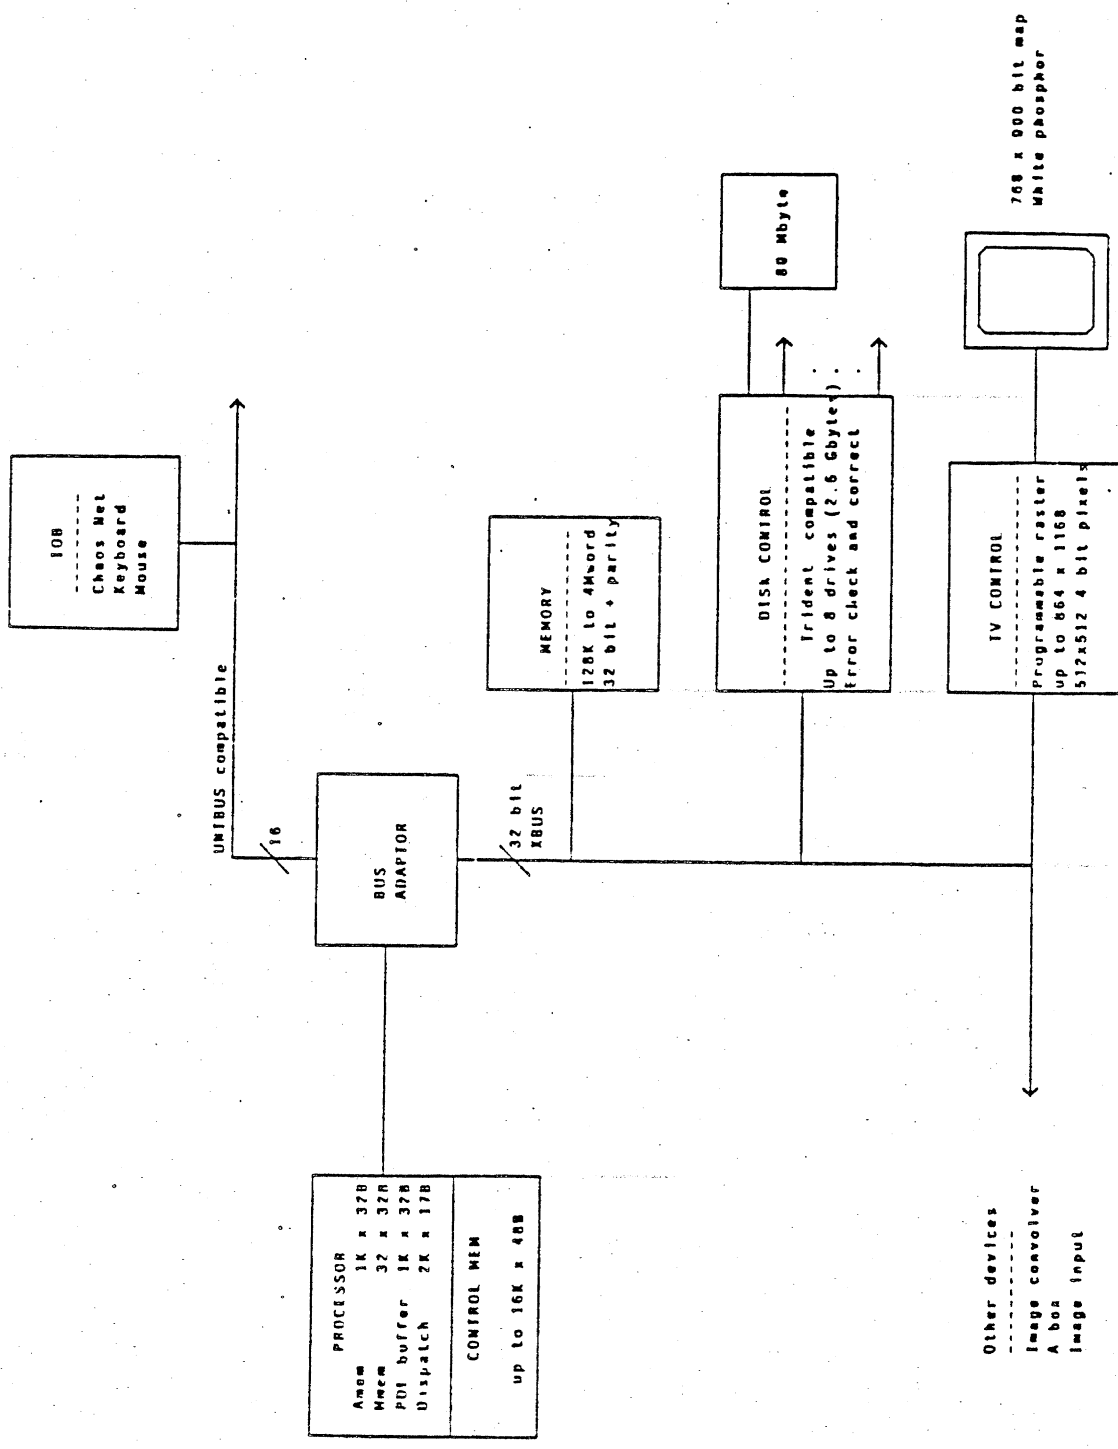 PROCESSOR
Amem 1K x 32B
Mmem 32 x 32B
PDL buffer 1K x 32B
Dispatch 2K x 17B
CONTROL MEM
up to 16K x 48B
BUS
ADAPTOR
16
UNIBUS compatible
IOB
Chaos Net
Keyboard
Mouse
32 bit
XBUS
MEMORY
128K to 4Mword
32 bit + parity
DISK CONTROL
Trident compatible
Up to 8 drives (2.6 Gbytes)
Error check and correct
80 Mbyte
TV CONTROL
Programmable raster
up to 864 x 1168
512x512 4 bit pixels
768 x 900 bit map
White phosphor
Other devices
Image convolver
A box
Image input